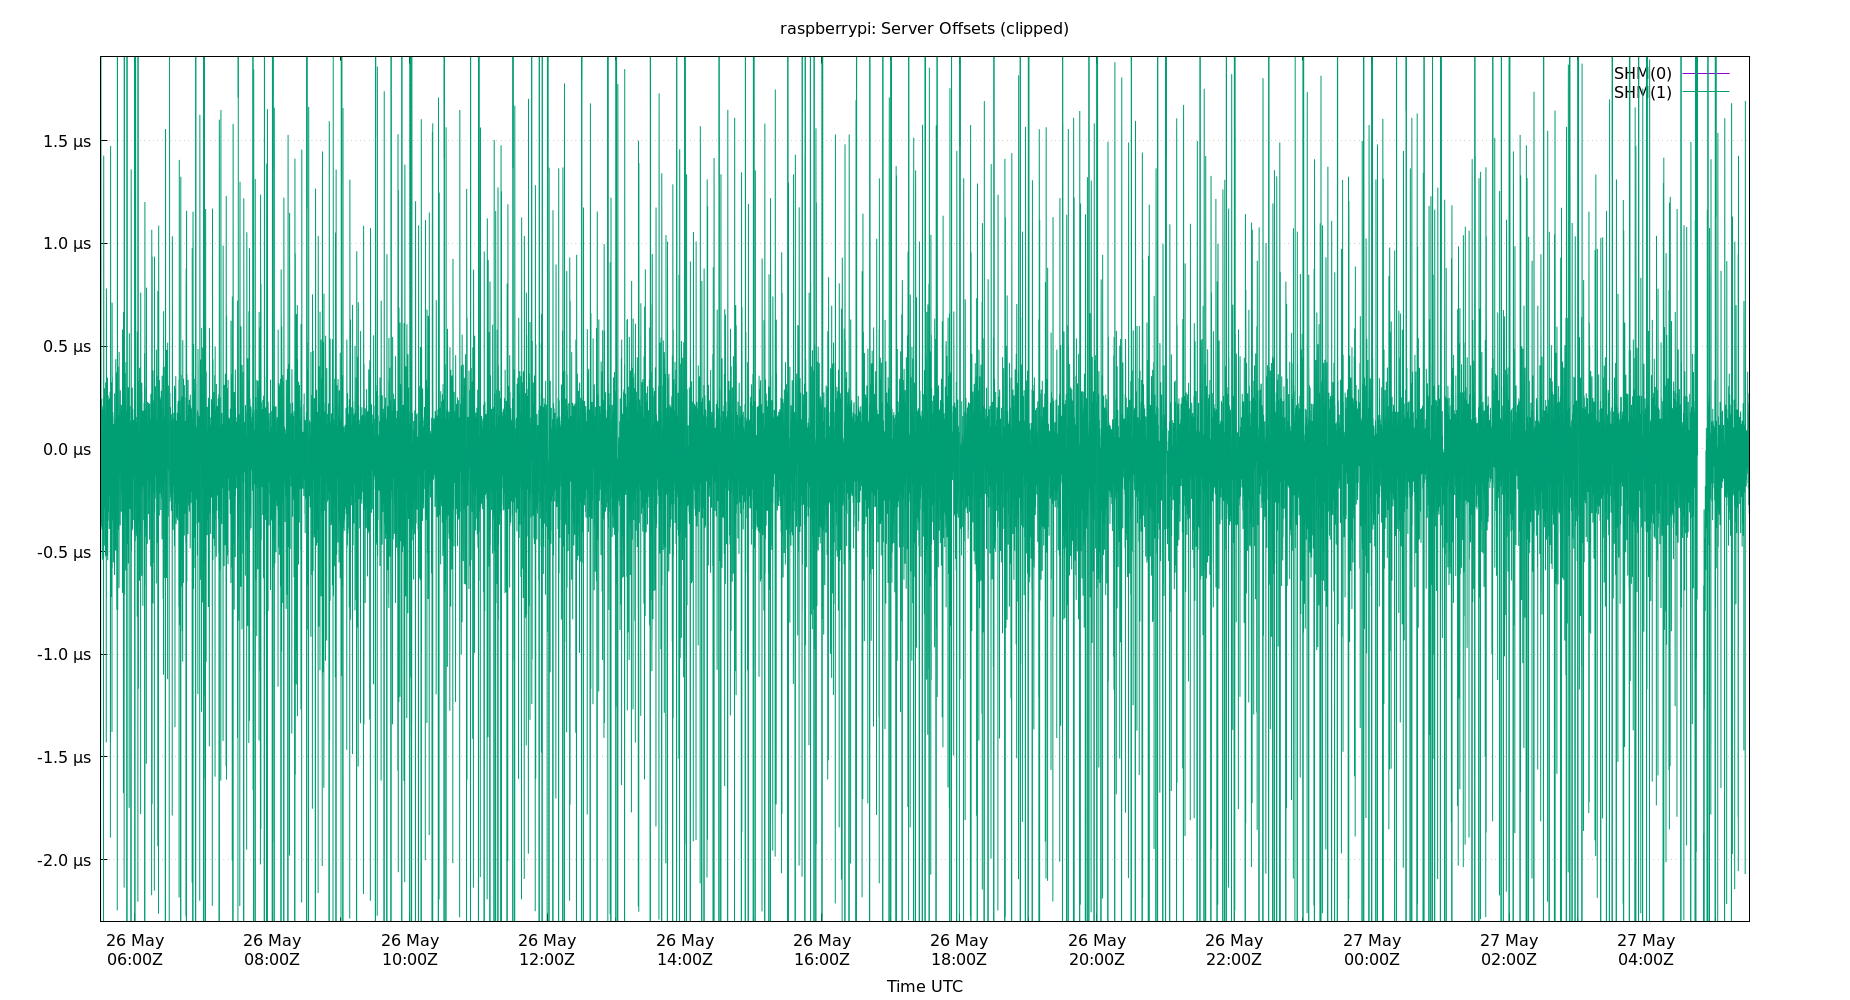 raspberrypi: Server Offsets (clipped)
SHM(0)
SHM(1)
1.5 µs
1.0 µs
0.5 µs
0.0 µs
-0.5 µs
-1.0 µs
-1.5 µs
-2.0 µs
26 May 26 May 26 May 26 May 26 May 26 May 26 May 26 May 26 May 27 May 27 May 27 May
06:00Z 08:00Z 10:00Z 12:00Z 14:00Z 16:00Z 18:00Z 20:00Z 22:00Z 00:00Z 02:00Z 04:00Z
Time UTC